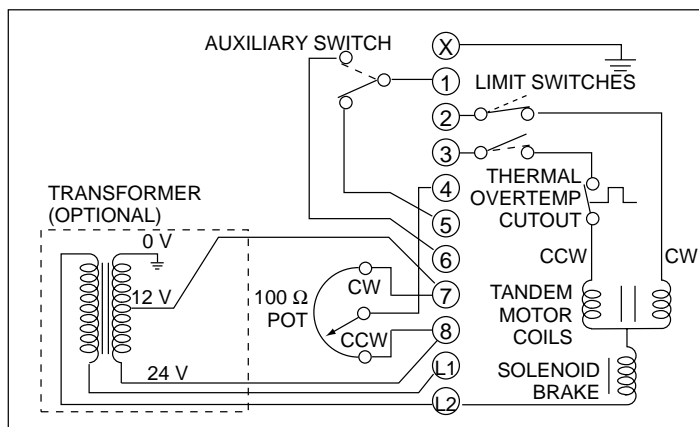 AUXILIARY SWITCH
X
1
LIMIT SWITCHES
2
3
THERMAL
OVERTEMP
CUTOUT
4
TRANSFORMER
(OPTIONAL)
5
0 V
6
CCW
CW
12 V
100 Ω
POT
CW
7
TANDEM
MOTOR
COILS
CCW
8
24 V
L1
SOLENOID
BRAKE
L2